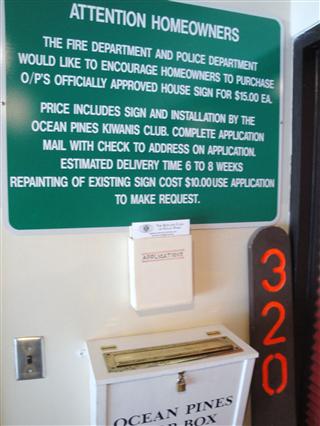 ATTENTION HOMEOWNERS
THE FIRE DEPARTMENT AND POLICE DEPARTMENT
WOULD LIKE TO ENCOURAGE HOMEOWNERS TO PURCHASE
O/P'S OFFICIALLY APPROVED HOUSE SIGN FOR $15.00 EA.
PRICE INCLUDES SIGN AND INSTALLATION BY THE
OCEAN PINES KIWANIS CLUB. COMPLETE APPLICATION
MAIL WITH CHECK TO ADDRESS ON APPLICATION.
ESTIMATED DELIVERY TIME 6 TO 8 WEEKS
REPAINTING OF EXISTING SIGN COST $10.00 USE APPLICATION
TO MAKE REQUEST.
APPLICATIONS
320
OCEAN PINES
BOX